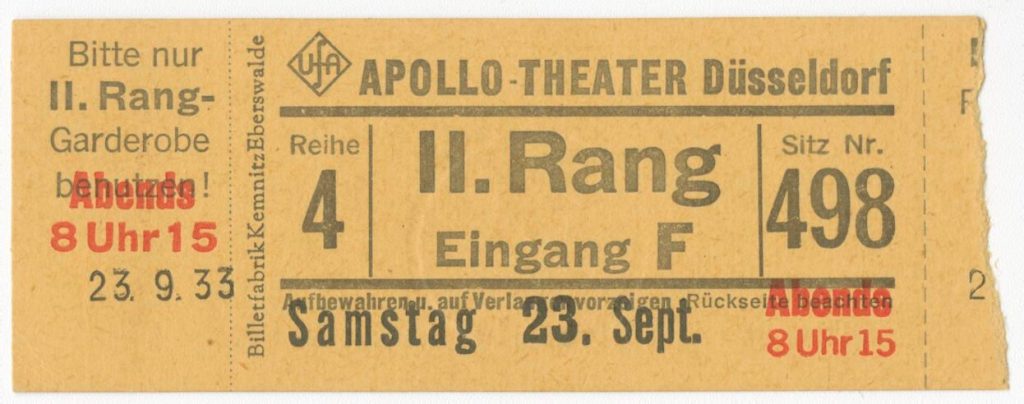 Bitte nur
II. Rang-
Garderobe
benutzen!
Abends
8 Uhr 15
23. 9. 33
Billetfabrik Kemnitz Eberswalde
UfA
APOLLO-THEATER Düsseldorf
Reihe
4
II. Rang
Eingang F
Sitz Nr.
498
Aufbewahren u. auf Verlangen vorzeigen Rückseite beachten
Samstag 23. Sept.
Abends
8 Uhr 15
F
2